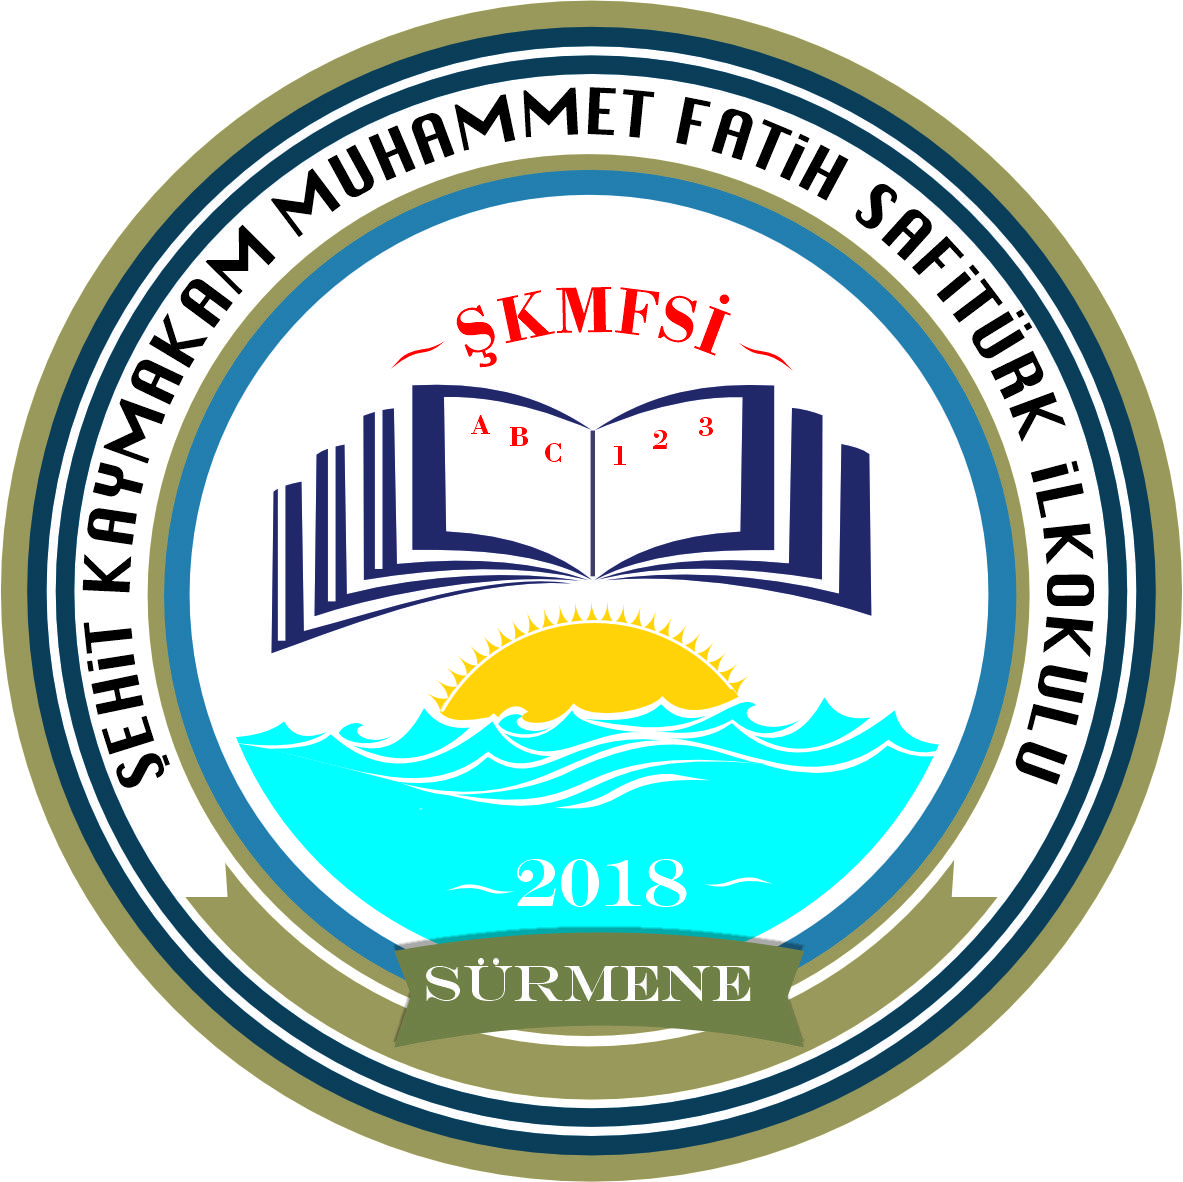 ŞEHİT KAYMAKAM MUHAMMET FATİH SAFİTÜRK İLKOKULU
ŞKMFSİ
A B C 1 2 3
2018
SÜRMENE